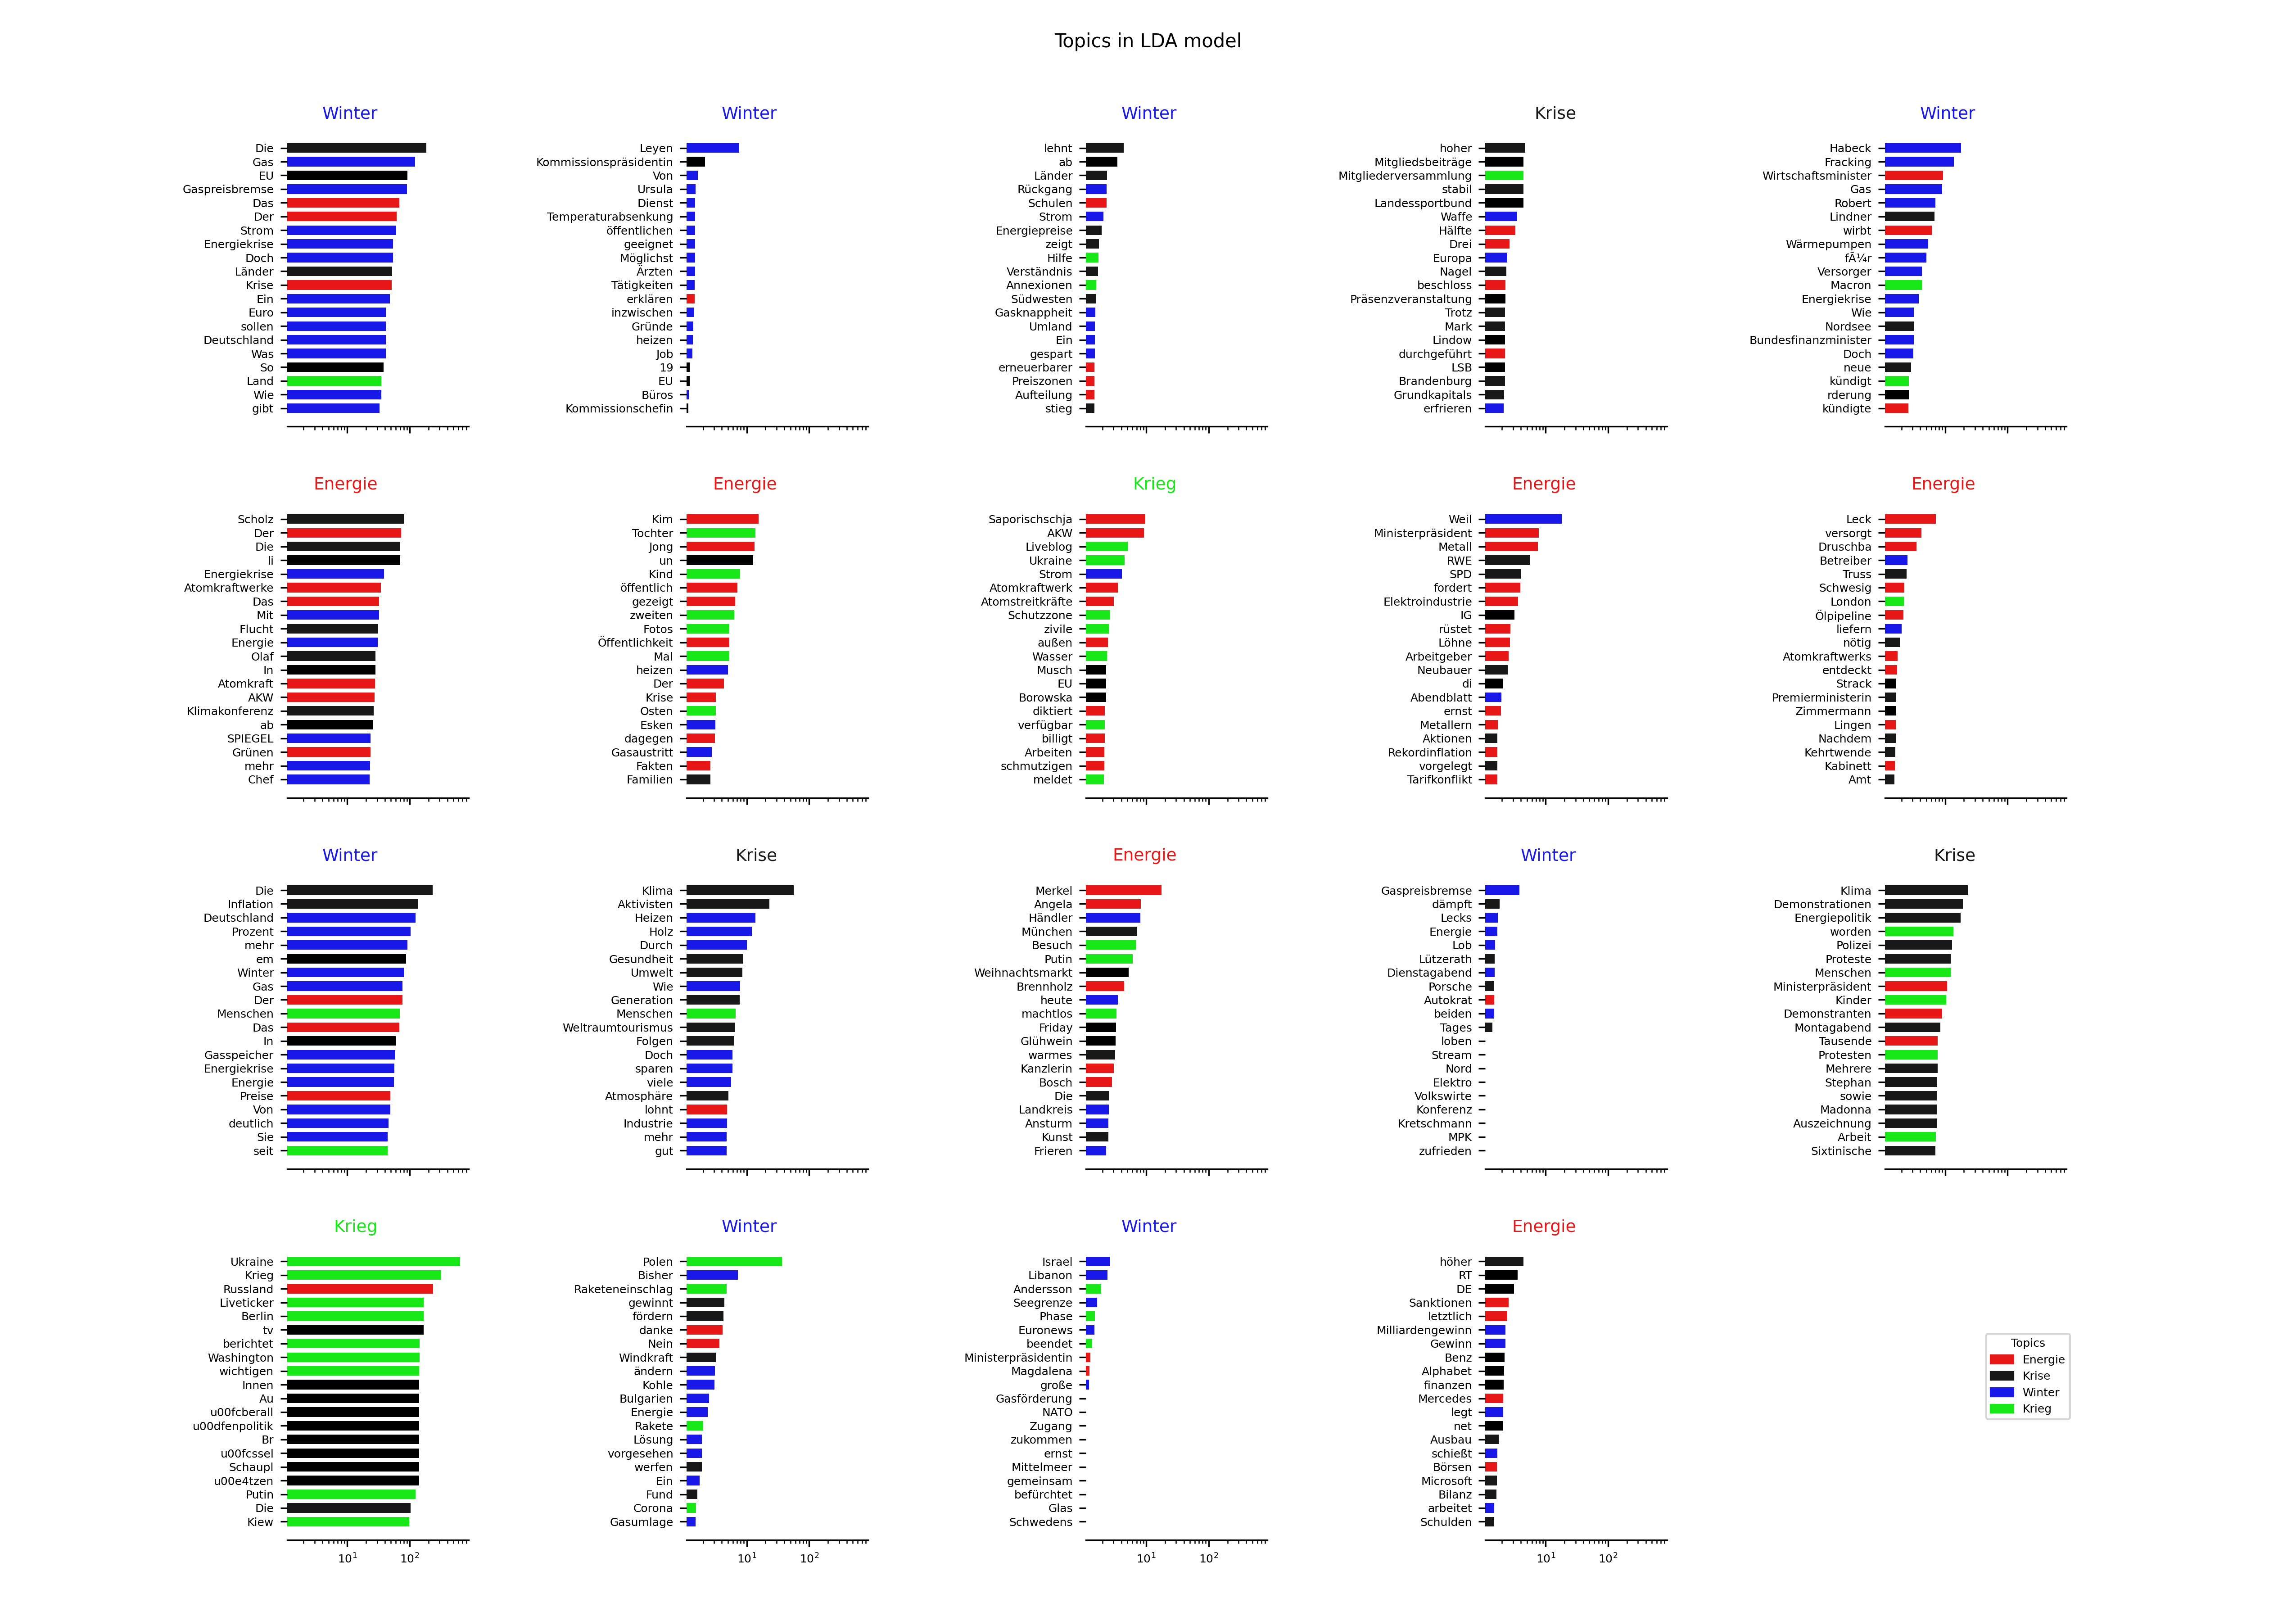 Topics in LDA model
Winter
Die
Gas
EU
Gaspreisbremse
Das
Der
Strom
Energiekrise
Doch
Länder
Krise
Ein
Euro
sollen
Deutschland
Was
So
Land
Wie
gibt
Winter
Leyen
Kommissionspräsidentin
Von
Ursula
Dienst
Temperaturabsenkung
öffentlichen
geeignet
Möglichst
Ärzten
Tätigkeiten
erklären
inzwischen
Gründe
heizen
Job
19
EU
Büros
Kommissionschefin
Winter
lehnt
ab
Länder
Rückgang
Schulen
Strom
Energiepreise
zeigt
Hilfe
Verständnis
Annexionen
Südwesten
Gasknappheit
Umland
Ein
gespart
erneuerbarer
Preiszonen
Aufteilung
stieg
Krise
hoher
Mitgliedsbeiträge
Mitgliederversammlung
stabil
Landessportbund
Waffe
Hälfte
Drei
Europa
Nagel
beschloss
Präsenzveranstaltung
Trotz
Mark
Lindow
durchgeführt
LSB
Brandenburg
Grundkapitals
erfrieren
Winter
Habeck
Fracking
Wirtschaftsminister
Gas
Robert
Lindner
wirbt
Wärmepumpen
fÃ¼r
Versorger
Macron
Energiekrise
Wie
Nordsee
Bundesfinanzminister
Doch
neue
kündigt
rderung
kündigte
Energie
Scholz
Der
Die
li
Energiekrise
Atomkraftwerke
Das
Mit
Flucht
Energie
Olaf
In
Atomkraft
AKW
Klimakonferenz
ab
SPIEGEL
Grünen
mehr
Chef
Energie
Kim
Tochter
Jong
un
Kind
öffentlich
gezeigt
zweiten
Fotos
Öffentlichkeit
Mal
heizen
Der
Krise
Osten
Esken
dagegen
Gasaustritt
Fakten
Familien
Krieg
Saporischschja
AKW
Liveblog
Ukraine
Strom
Atomkraftwerk
Atomstreitkräfte
Schutzzone
zivile
außen
Wasser
Musch
EU
Borowska
diktiert
verfügbar
billigt
Arbeiten
schmutzigen
meldet
Energie
Weil
Ministerpräsident
Metall
RWE
SPD
fordert
Elektroindustrie
IG
rüstet
Löhne
Arbeitgeber
Neubauer
di
Abendblatt
ernst
Metallern
Aktionen
Rekordinflation
vorgelegt
Tarifkonflikt
Energie
Leck
versorgt
Druschba
Betreiber
Truss
Schwesig
London
Ölpipeline
liefern
nötig
Atomkraftwerks
entdeckt
Strack
Premierministerin
Zimmermann
Lingen
Nachdem
Kehrtwende
Kabinett
Amt
Winter
Die
Inflation
Deutschland
Prozent
mehr
em
Winter
Gas
Der
Menschen
Das
In
Gasspeicher
Energiekrise
Energie
Preise
Von
deutlich
Sie
seit
Krise
Klima
Aktivisten
Heizen
Holz
Durch
Gesundheit
Umwelt
Wie
Generation
Menschen
Weltraumtourismus
Folgen
Doch
sparen
viele
Atmosphäre
lohnt
Industrie
mehr
gut
Energie
Merkel
Angela
Händler
München
Besuch
Putin
Weihnachtsmarkt
Brennholz
heute
machtlos
Friday
Glühwein
warmes
Kanzlerin
Bosch
Die
Landkreis
Ansturm
Kunst
Frieren
Winter
Gaspreisbremse
dämpft
Lecks
Energie
Lob
Lützerath
Dienstagabend
Porsche
Autokrat
beiden
Tages
loben
Stream
Nord
Elektro
Volkswirte
Konferenz
Kretschmann
MPK
zufrieden
Krise
Klima
Demonstrationen
Energiepolitik
worden
Polizei
Proteste
Menschen
Ministerpräsident
Kinder
Demonstranten
Montagabend
Tausende
Protesten
Mehrere
Stephan
sowie
Madonna
Auszeichnung
Arbeit
Sixtinische
Krieg
Ukraine
Krieg
Russland
Liveticker
Berlin
tv
berichtet
Washington
wichtigen
Innen
Au
u00fcberall
u00dfenpolitik
Br
u00fcssel
Schaupl
u00e4tzen
Putin
Die
Kiew
10¹ 10²
Winter
Polen
Bisher
Raketeneinschlag
gewinnt
fördern
danke
Nein
Windkraft
ändern
Kohle
Bulgarien
Energie
Rakete
Lösung
vorgesehen
werfen
Ein
Fund
Corona
Gasumlage
10¹ 10²
Winter
Israel
Libanon
Andersson
Seegrenze
Phase
Euronews
beendet
Ministerpräsidentin
Magdalena
große
Gasförderung
NATO
Zugang
zukommen
ernst
Mittelmeer
gemeinsam
befürchtet
Glas
Schwedens
10¹ 10²
Energie
höher
RT
DE
Sanktionen
letztlich
Milliardengewinn
Gewinn
Benz
Alphabet
finanzen
Mercedes
legt
net
Ausbau
schießt
Börsen
Microsoft
Bilanz
arbeitet
Schulden
10¹ 10²
Topics
Energie
Krise
Winter
Krieg